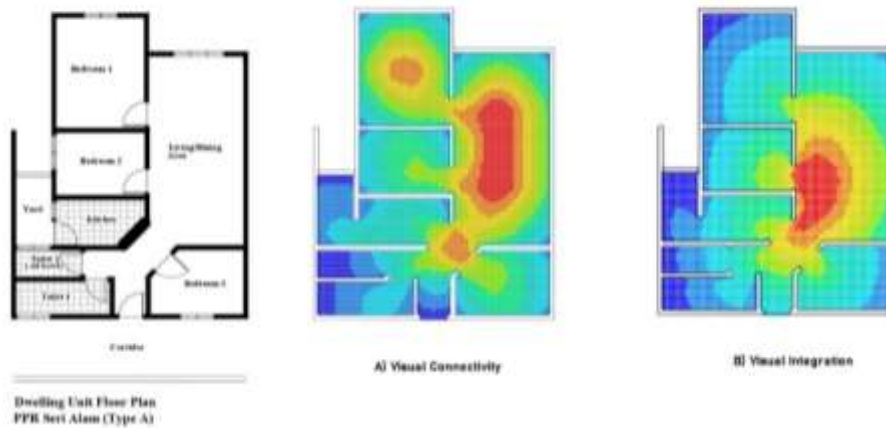 Bedroom 1
Bedroom 2
Living/Dining
Area
Yard
Kitchen
Toilet 2
Toilet 1
Bedroom 3
Corridor
Dwelling Unit Floor Plan
PPR Seri Alam (Type A)
A) Visual Connectivity
B) Visual Integration